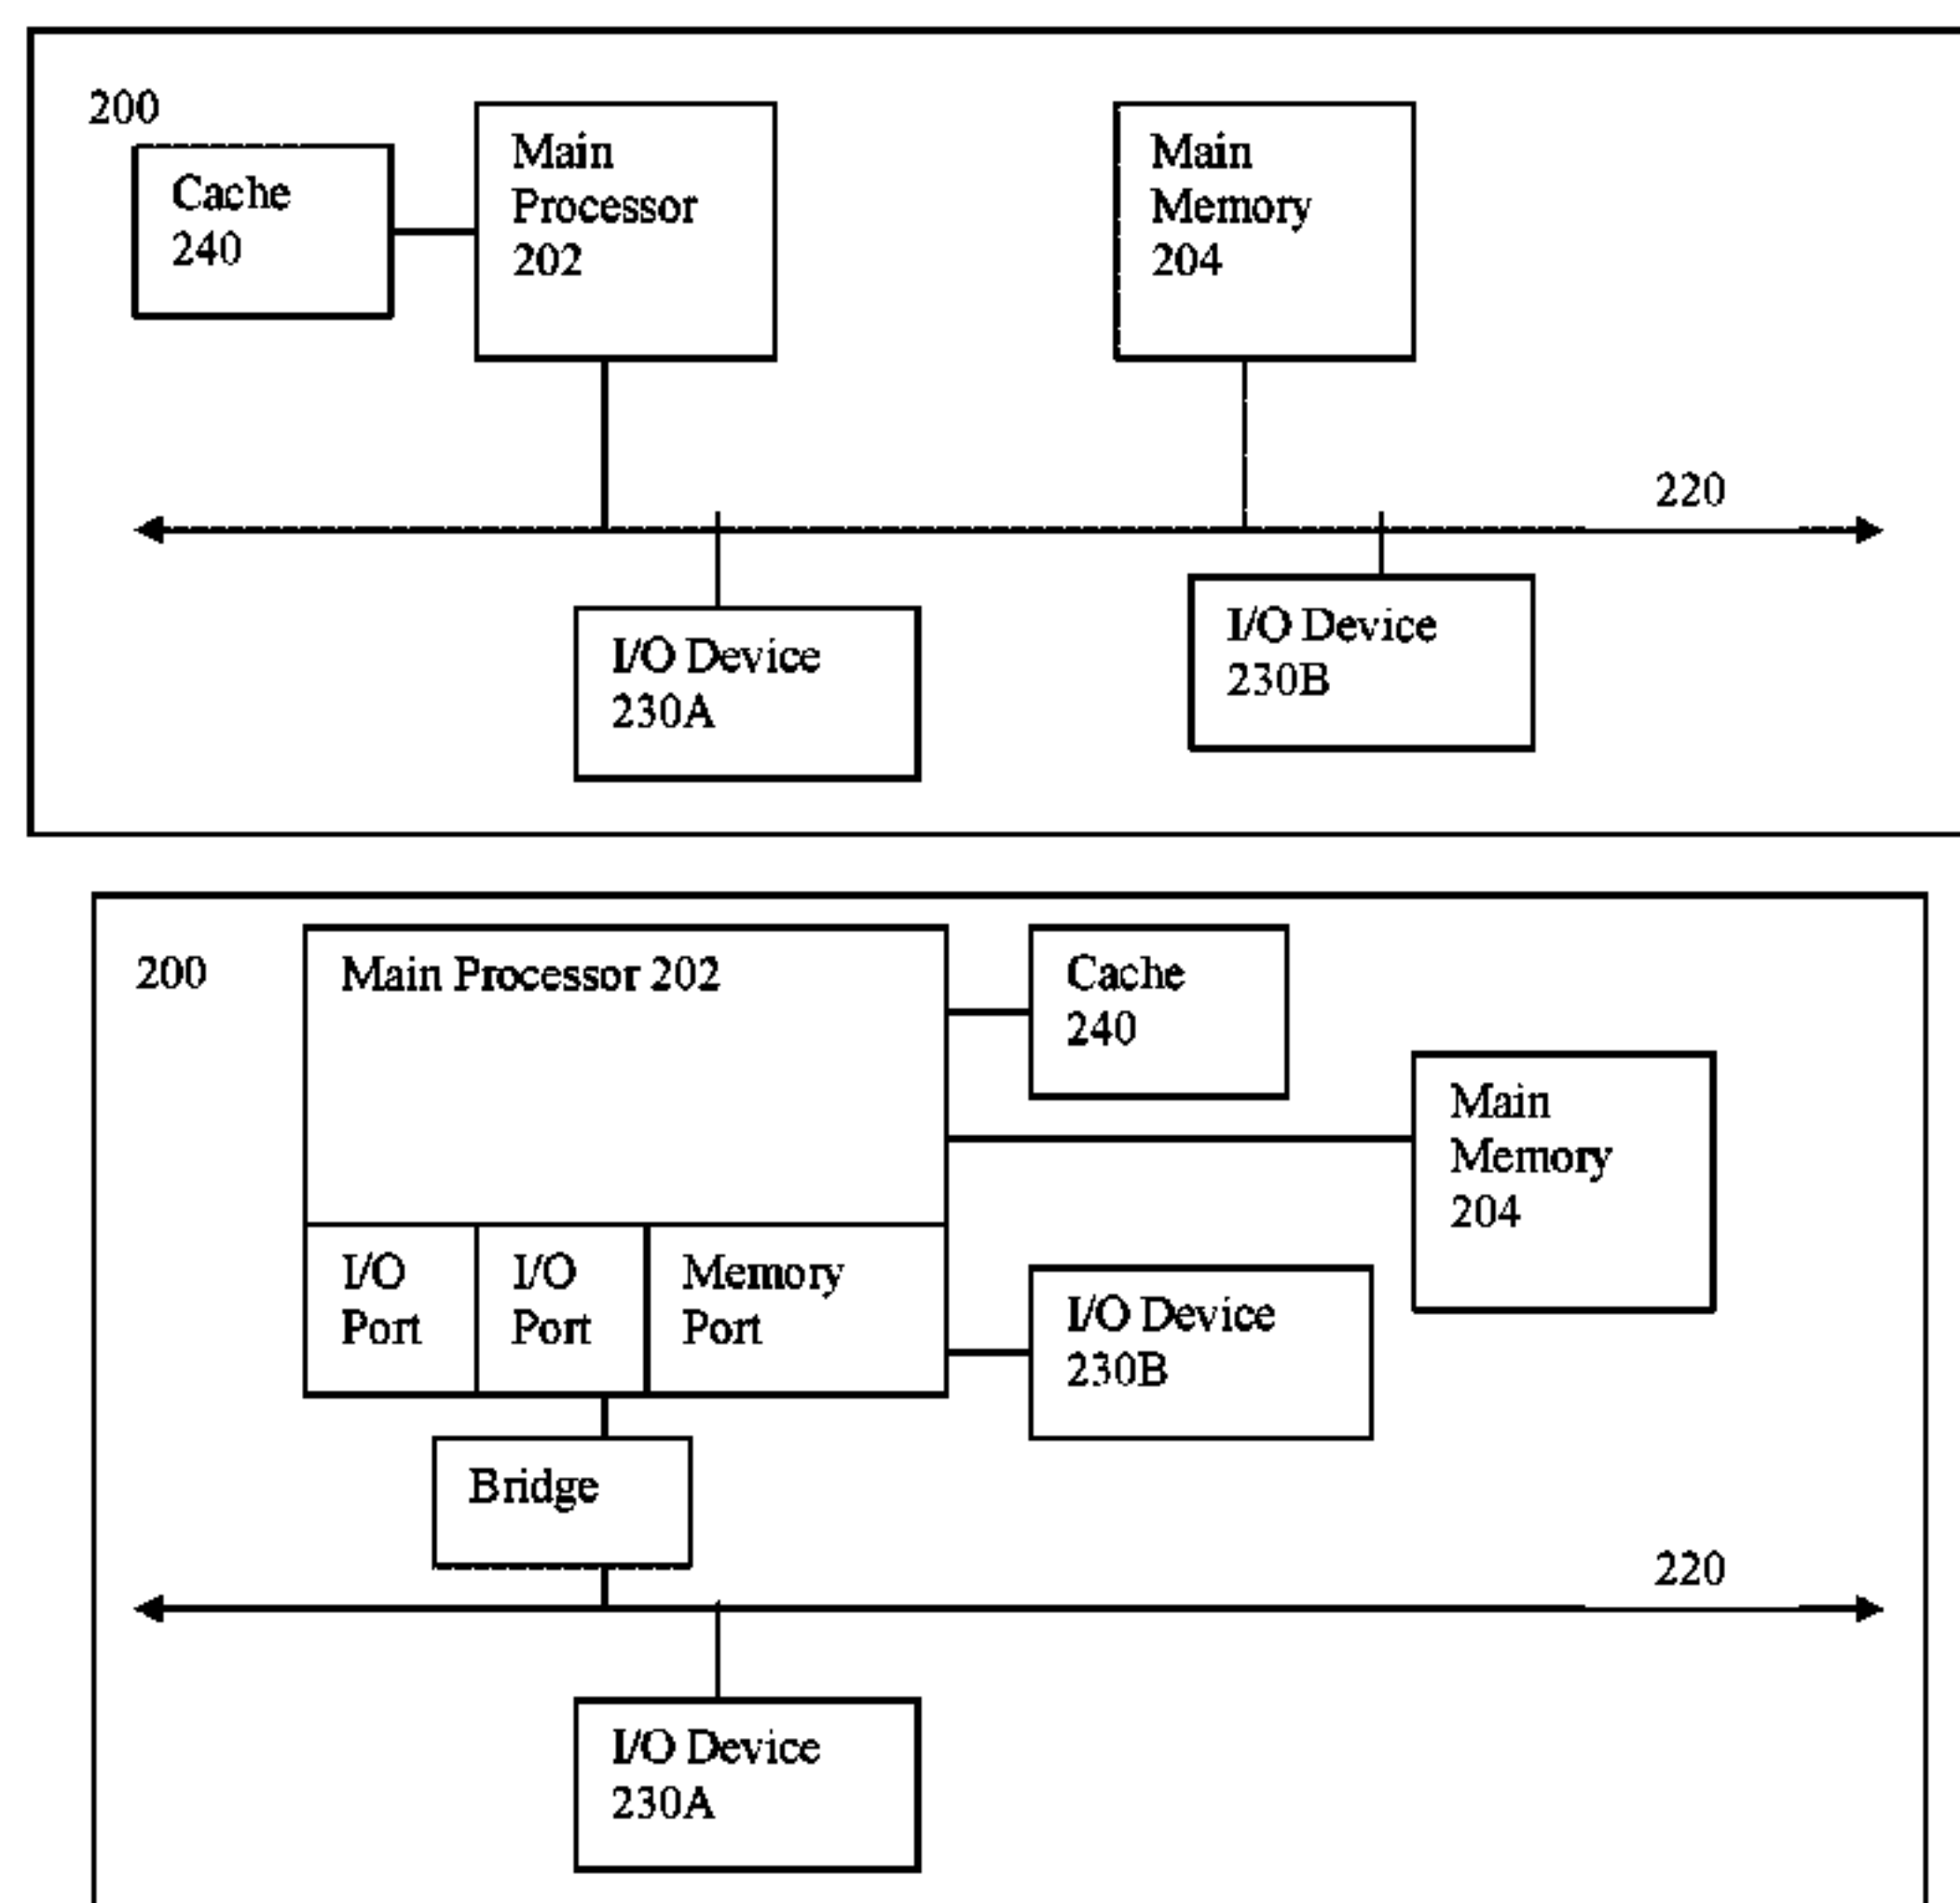 200
Cache
240
Main
Processor
202
Main
Memory
204
220
I/O Device
230A
I/O Device
230B
200
Main Processor 202
Cache
240
Main
Memory
204
I/O
Port
I/O
Port
Memory
Port
I/O Device
230B
Bridge
220
I/O Device
230A